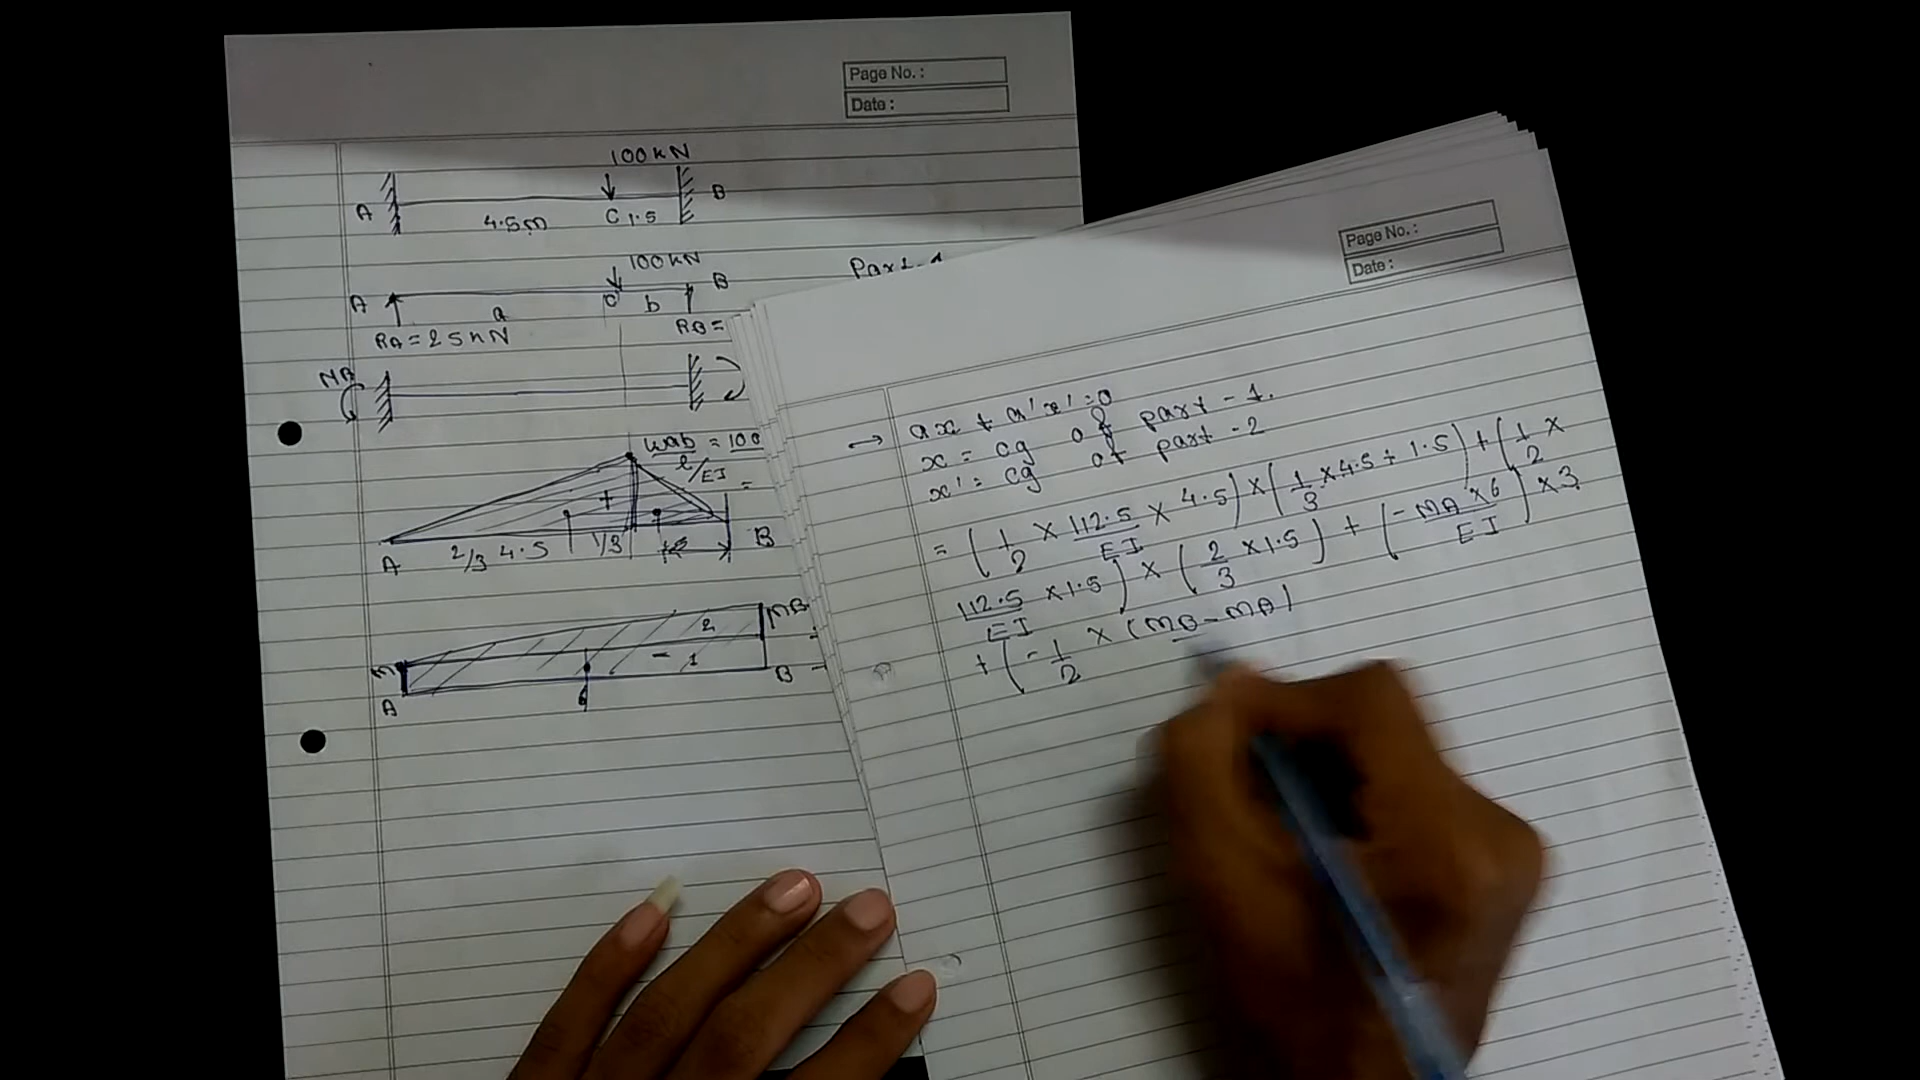 Page No. :
Date :
100 kN
A
B
4.5m
C 1.5
100 kN
A
C
b
B
a
RA = 25 kN
RB =
MA
wab/l /EI = 100
=
+
A
2/3 4.5
1/3
B
MB
2
- 1
A
6
B
Part-1
Page No. :
Date :
→ ax + a'x' = 0
x = cg of part - 1.
x' = cg of part - 2
= (1/2 × 112.5/EI × 4.5) × (1/3 × 4.5 + 1.5) + (1/2 ×
112.5/EI × 1.5) × (2/3 × 1.5) + (- MA × 6/EI) × 3
+ (- 1/2 × (MB - MA)